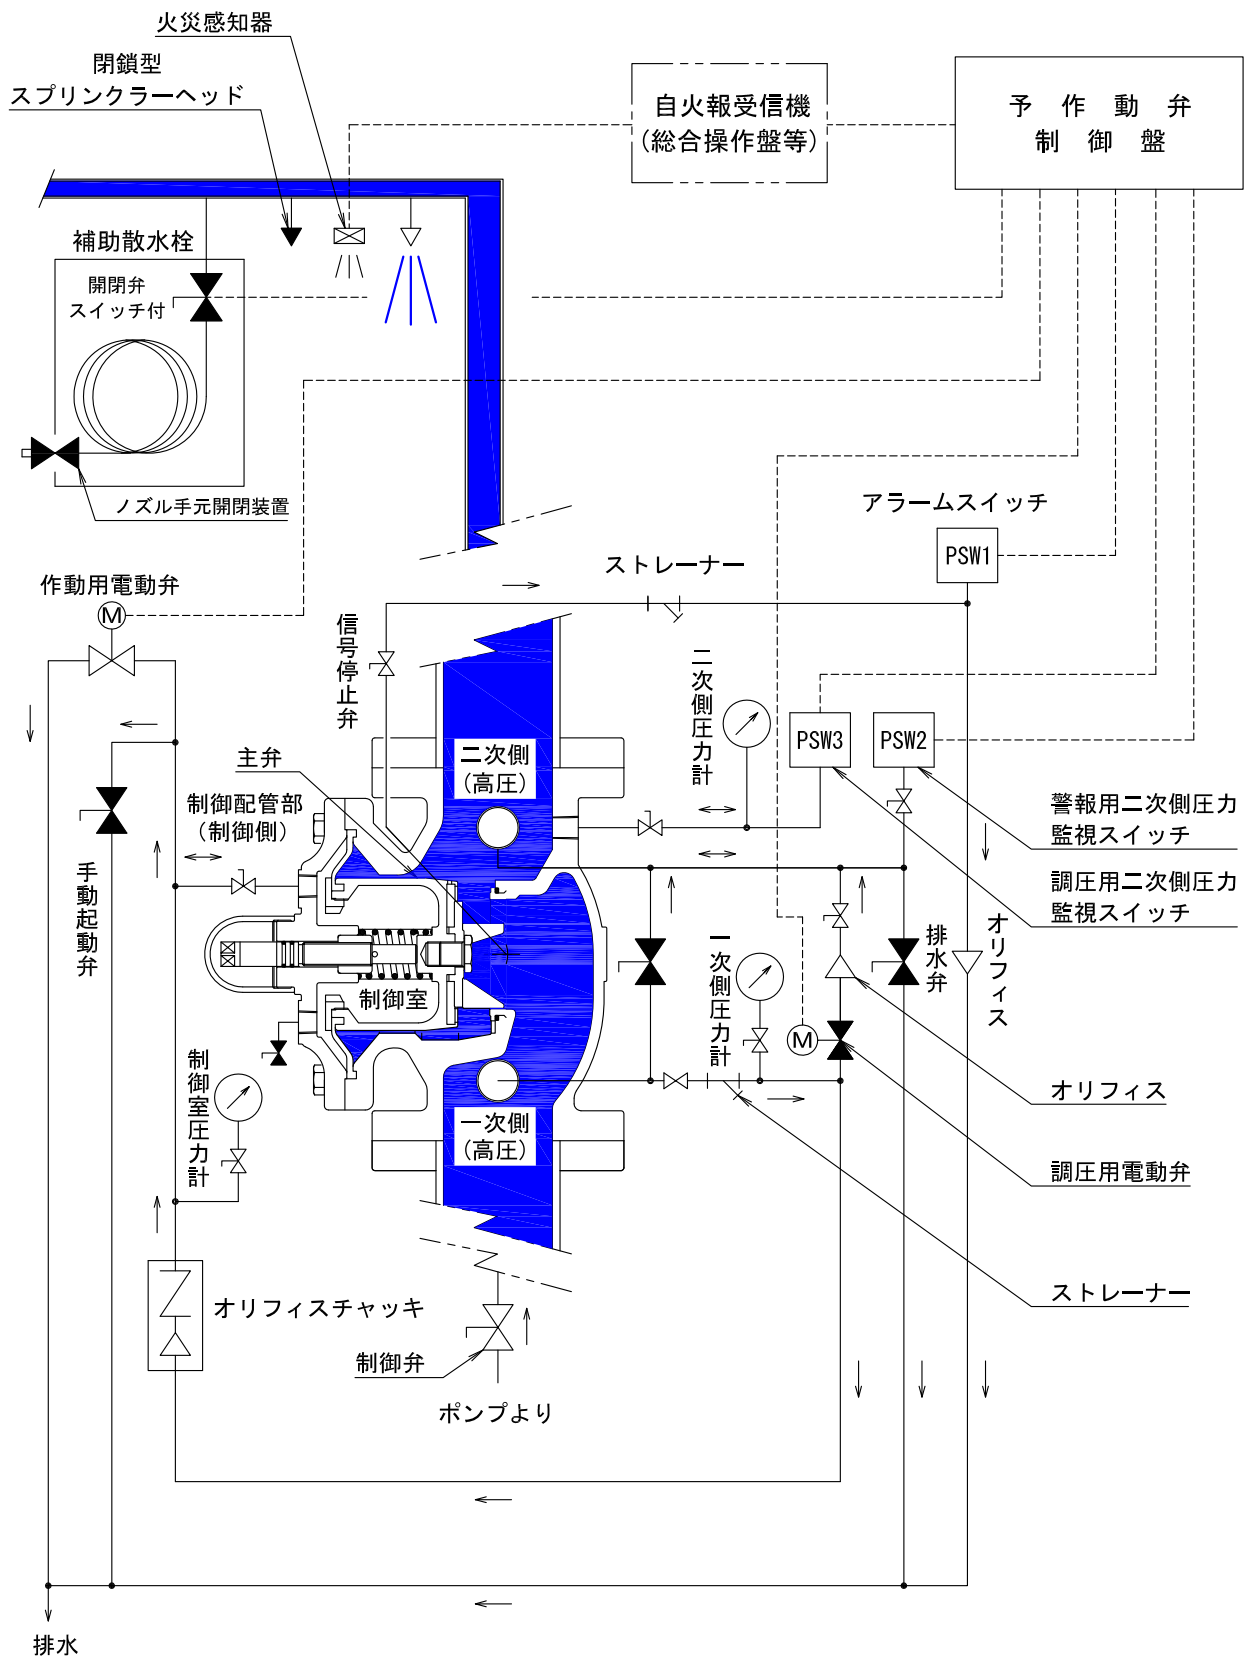 火災感知器
閉鎖型
スプリンクラーヘッド
自火報受信機
(総合操作盤等)
予作動弁
制御盤
補助散水栓
開閉弁
スイッチ付
ノズル手元開閉装置
アラームスイッチ
PSW1
ストレーナー
作動用電動弁
M
信号停止弁
二次側圧力計
PSW3
PSW2
主弁
二次側
(高圧)
制御配管部
(制御側)
警報用二次側圧力
監視スイッチ
調圧用二次側圧力
監視スイッチ
手動起動弁
オリフィス
排水弁
一次側圧力計
制御室
M
制御室圧力計
オリフィス
一次側
(高圧)
調圧用電動弁
ストレーナー
オリフィスチャッキ
制御弁
ポンプより
排水